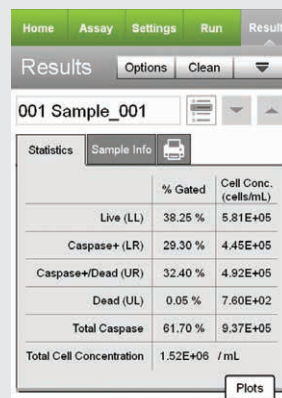 Home Assay Settings Run Result
Results Options Clean
001 Sample_001
Statistics Sample Info
% Gated Cell Conc. (cells/mL)
Live (LL) 38.25 % 5.81E+05
Caspase+ (LR) 29.30 % 4.45E+05
Caspase+/Dead (UR) 32.40 % 4.92E+05
Dead (UL) 0.05 % 7.60E+02
Total Caspase 61.70 % 9.37E+05
Total Cell Concentration 1.52E+06 / mL
Plots